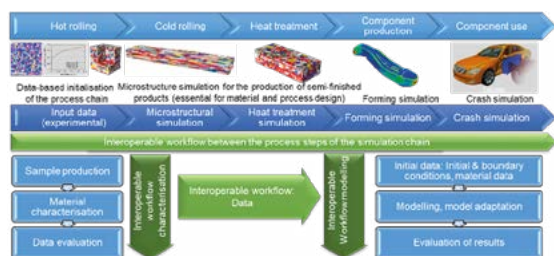 Hot rolling
Cold rolling
Heat treatment
Component
production
Component use
Data-based initialisation
of the process chain
Microstructure simulation for the production of semi-finished
products (essential for material and process design)
Forming simulation
Crash simulation
Input data
(experimental)
Microstructural
simulation
Heat treatment
simulation
Forming simulation
Crash simulation
Interoperable workflow between the process steps of the simulation chain
Sample production
Material
characterisation
Data evaluation
Interoperable
workflow
characterisation
Interoperable workflow:
Data
Interoperable
Workflow modelling
Initial data: Initial & boundary
conditions, material data
Modelling, model adaptation
Evaluation of results